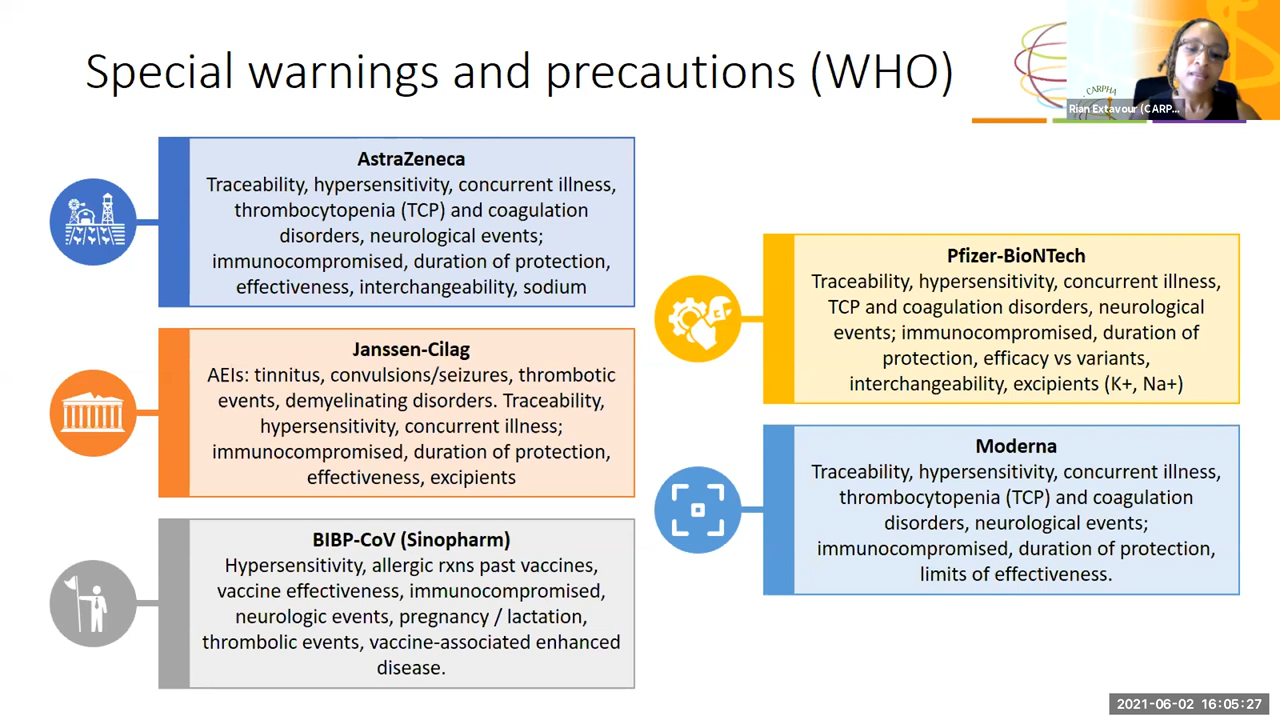 Special warnings and precautions (WHO)
CARPHA
Rian Extavour (CARP...
AstraZeneca
Traceability, hypersensitivity, concurrent illness,
thrombocytopenia (TCP) and coagulation
disorders, neurological events;
immunocompromised, duration of protection,
effectiveness, interchangeability, sodium
Janssen-Cilag
AEIs: tinnitus, convulsions/seizures, thrombotic
events, demyelinating disorders. Traceability,
hypersensitivity, concurrent illness;
immunocompromised, duration of protection,
effectiveness, excipients
BIBP-CoV (Sinopharm)
Hypersensitivity, allergic rxns past vaccines,
vaccine effectiveness, immunocompromised,
neurologic events, pregnancy / lactation,
thrombolic events, vaccine-associated enhanced
disease.
Pfizer-BioNTech
Traceability, hypersensitivity, concurrent illness,
TCP and coagulation disorders, neurological
events; immunocompromised, duration of
protection, efficacy vs variants,
interchangeability, excipients (K+, Na+)
Moderna
Traceability, hypersensitivity, concurrent illness,
thrombocytopenia (TCP) and coagulation
disorders, neurological events;
immunocompromised, duration of protection,
limits of effectiveness.
2021-06-02 16:05:27